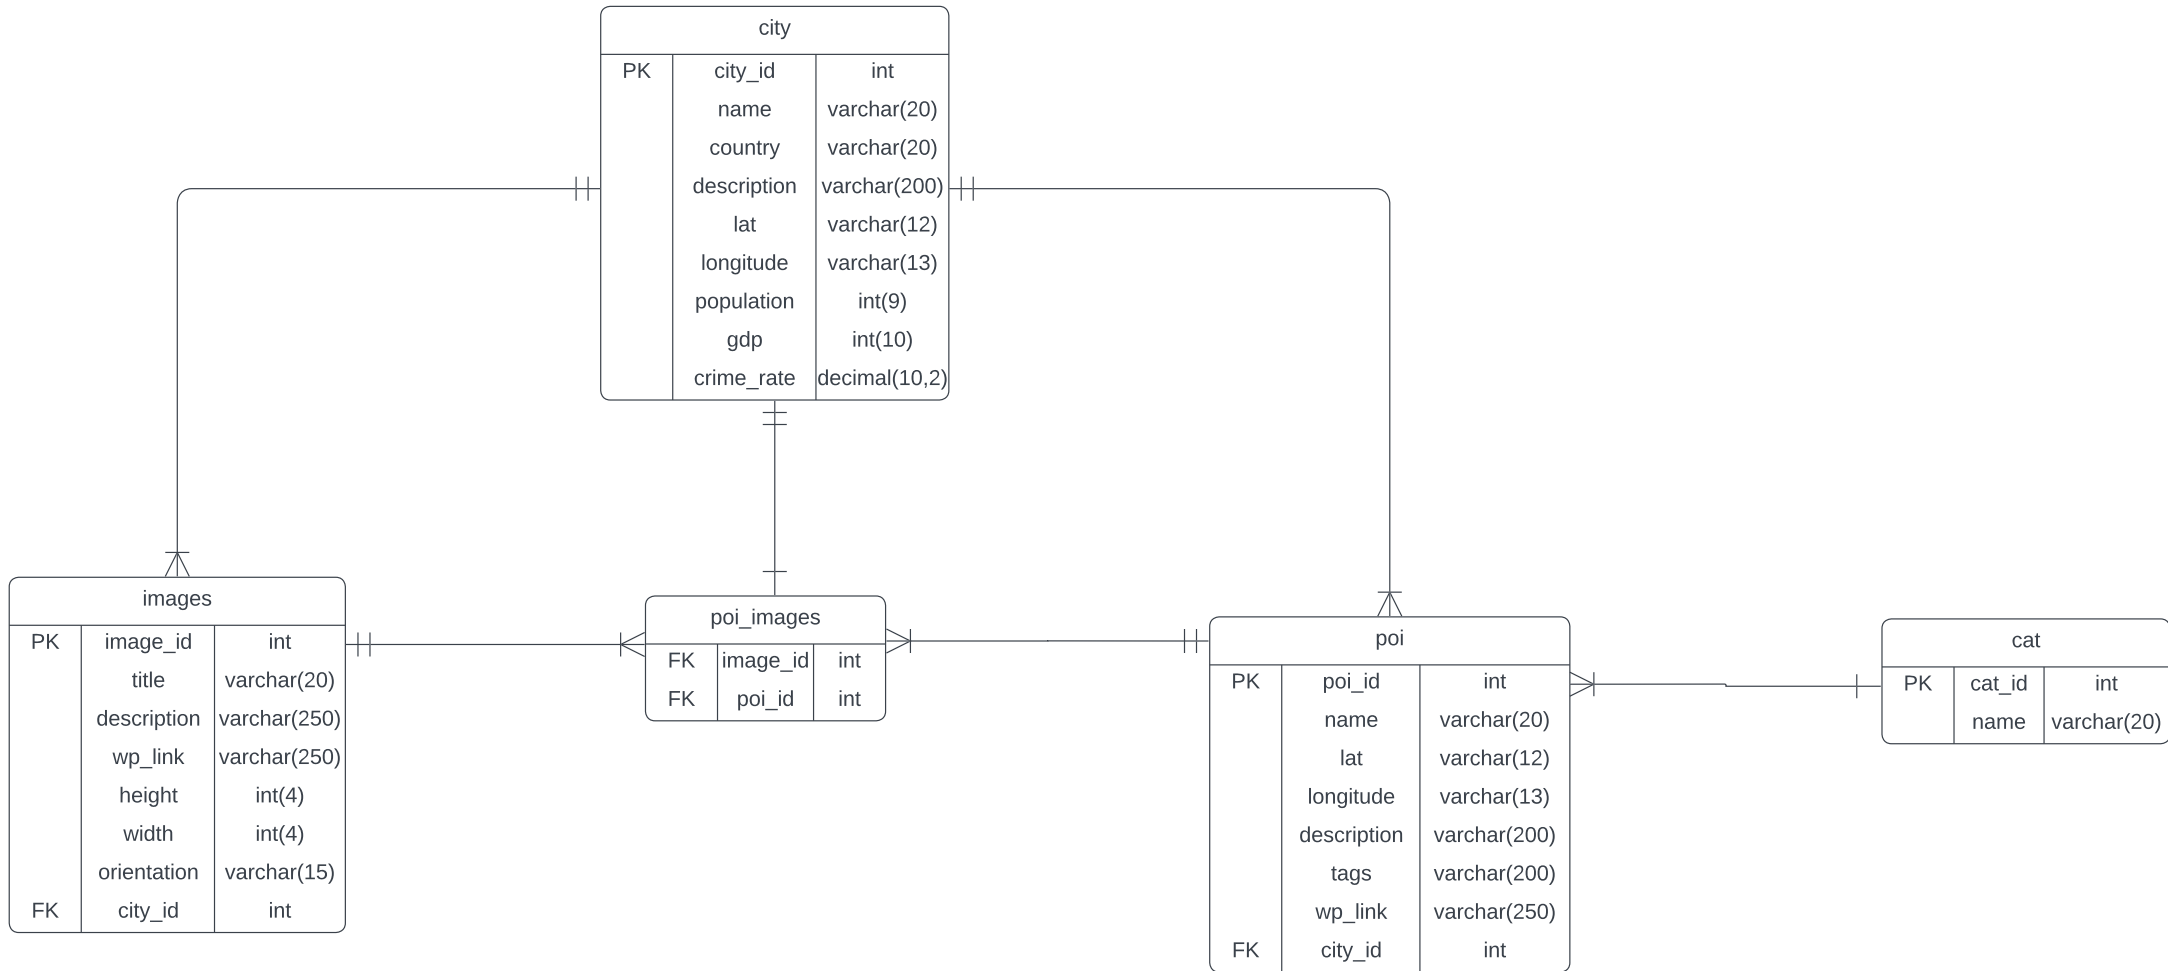 city
PK city_id int
name varchar(20)
country varchar(20)
description varchar(200)
lat varchar(12)
longitude varchar(13)
population int(9)
gdp int(10)
crime_rate decimal(10,2)
images
PK image_id int
title varchar(20)
description varchar(250)
wp_link varchar(250)
height int(4)
width int(4)
orientation varchar(15)
FK city_id int
poi_images
FK image_id int
FK poi_id int
poi
PK poi_id int
name varchar(20)
lat varchar(12)
longitude varchar(13)
description varchar(200)
tags varchar(200)
wp_link varchar(250)
FK city_id int
cat
PK cat_id int
name varchar(20)